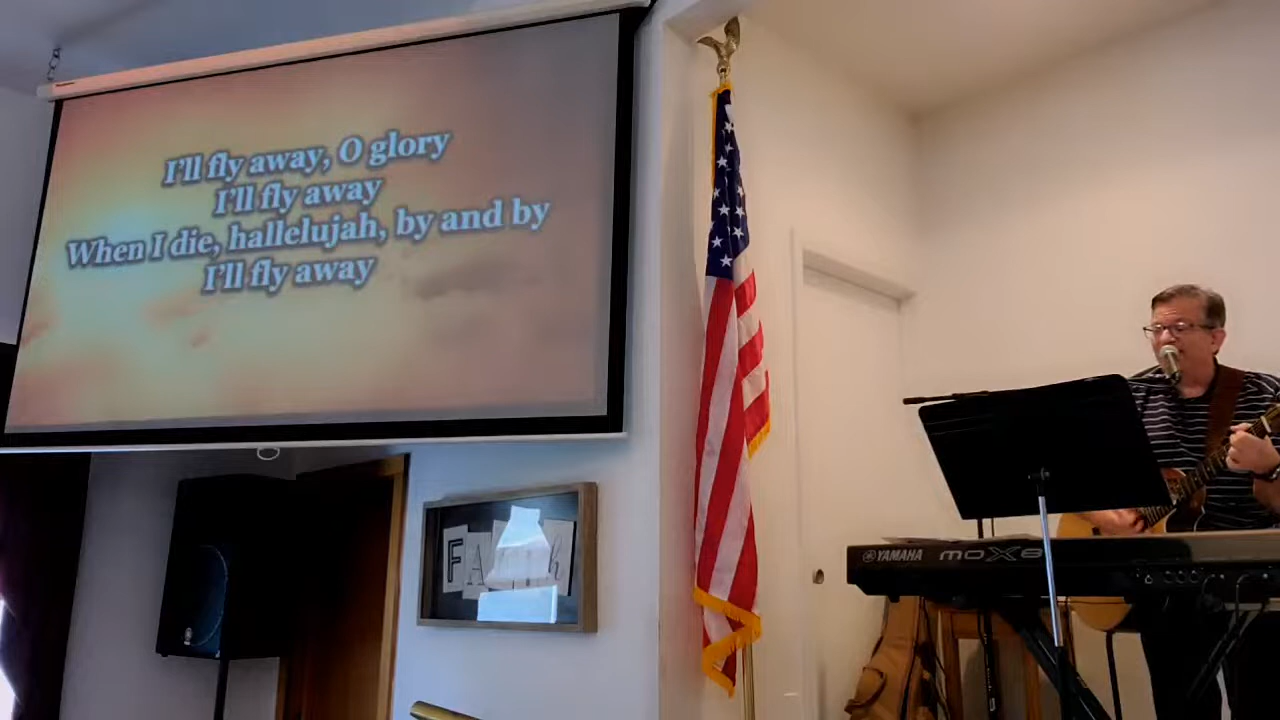 I'll fly away, O glory
I'll fly away
When I die, hallelujah, by and by
I'll fly away
YAMAHA MOX8